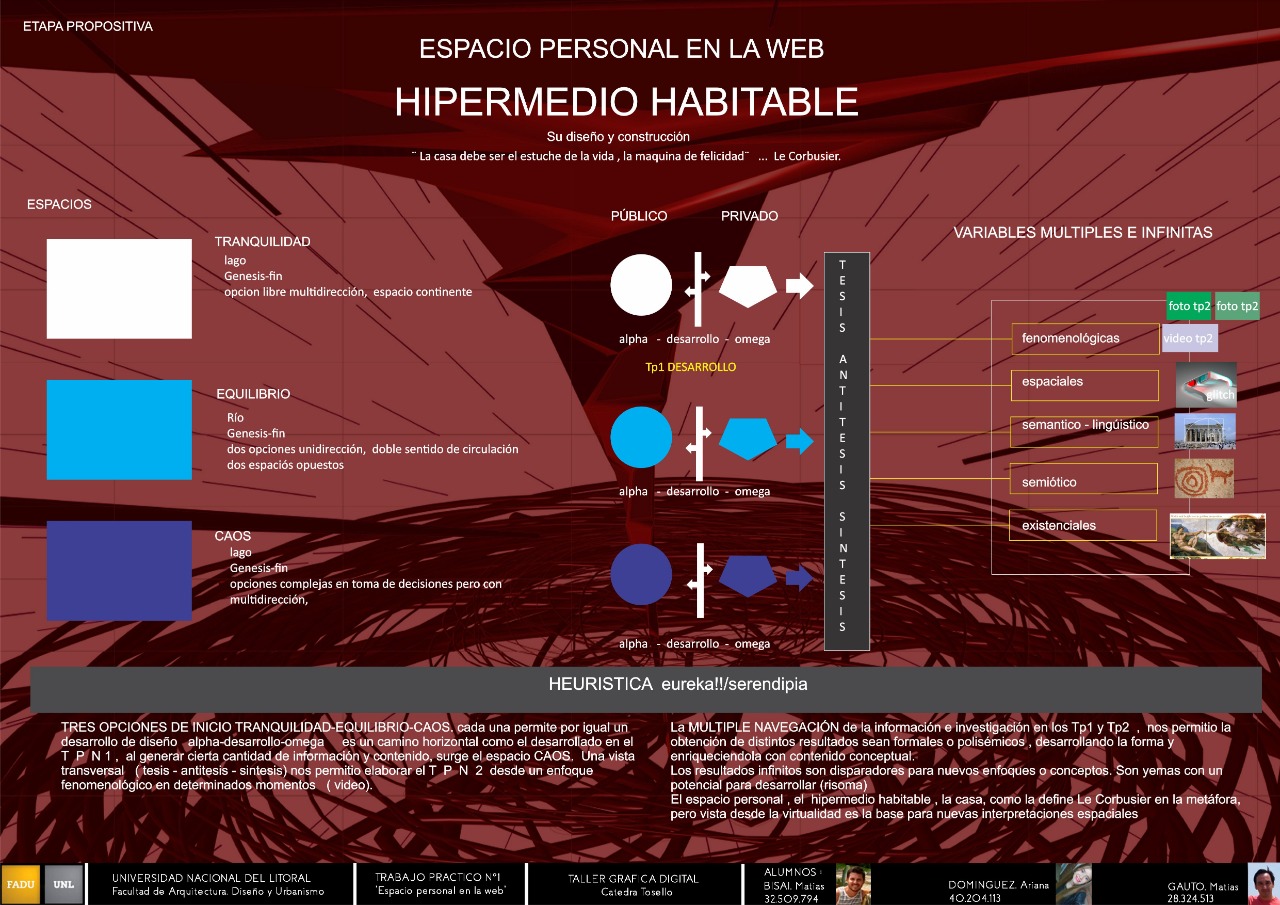 ETAPA PROPOSITIVA
ESPACIO PERSONAL EN LA WEB
HIPERMEDIO HABITABLE
Su diseño y construcción
¨ La casa debe ser el estuche de la vida , la maquina de felicidad¨ ... Le Corbusier.
ESPACIOS
TRANQUILIDAD
lago
Genesis-fin
opcion libre multidirección, espacio continente
EQUILIBRIO
Río
Genesis-fin
dos opciones unidirección, doble sentido de circulación
dos espaciós opuestos
CAOS
lago
Genesis-fin
opciones complejas en toma de decisiones pero con
multidirección,
PÚBLICO PRIVADO
alpha - desarrollo - omega
Tp1 DESARROLLO
alpha - desarrollo - omega
alpha - desarrollo - omega
TESIS ANTITESIS SINTESIS
VARIABLES MULTIPLES E INFINITAS
foto tp2 foto tp2
fenomenológicas video tp2
espaciales glitch
semantico - lingúistico
semiótico
existenciales
HEURISTICA eureka!!/serendipia
TRES OPCIONES DE INICIO TRANQUILIDAD-EQUILIBRIO-CAOS. cada una permite por igual un
desarrollo de diseño alpha-desarrollo-omega es un camino horizontal como el desarrollado en el
T P N 1 , al generar cierta cantidad de información y contenido, surge el espacio CAOS. Una vista
transversal ( tesis - antitesis - sintesis) nos permitio elaborar el T P N 2 desde un enfoque
fenomenológico en determinados momentos ( video).
La MULTIPLE NAVEGACIÓN de la información e investigación en los Tp1 y Tp2 , nos permitio la
obtención de distintos resultados sean formales o polisémicos , desarrollando la forma y
enriqueciendola con contenido conceptual.
Los resultados infinitos son disparadores para nuevos enfoques o conceptos. Son yemas con un
potencial para desarrollar (risoma)
El espacio personal , el hipermedio habitable , la casa, como la define Le Corbusier en la metáfora,
pero vista desde la virtualidad es la base para nuevas interpretaciones espaciales
FADU UNL
UNIVERSIDAD NACIONAL DEL LITORAL
Facultad de Arquitectura, Diseño y Urbanismo
TRABAJO PRACTICO N°1
"Espacio personal en la web"
TALLER GRAFICA DIGITAL
Catedra Tosello
ALUMNOS :
BISAI, Matias
32.509.794
DOMINGUEZ, Ariana
40.204.113
GAUTO, Matias
28.324.513